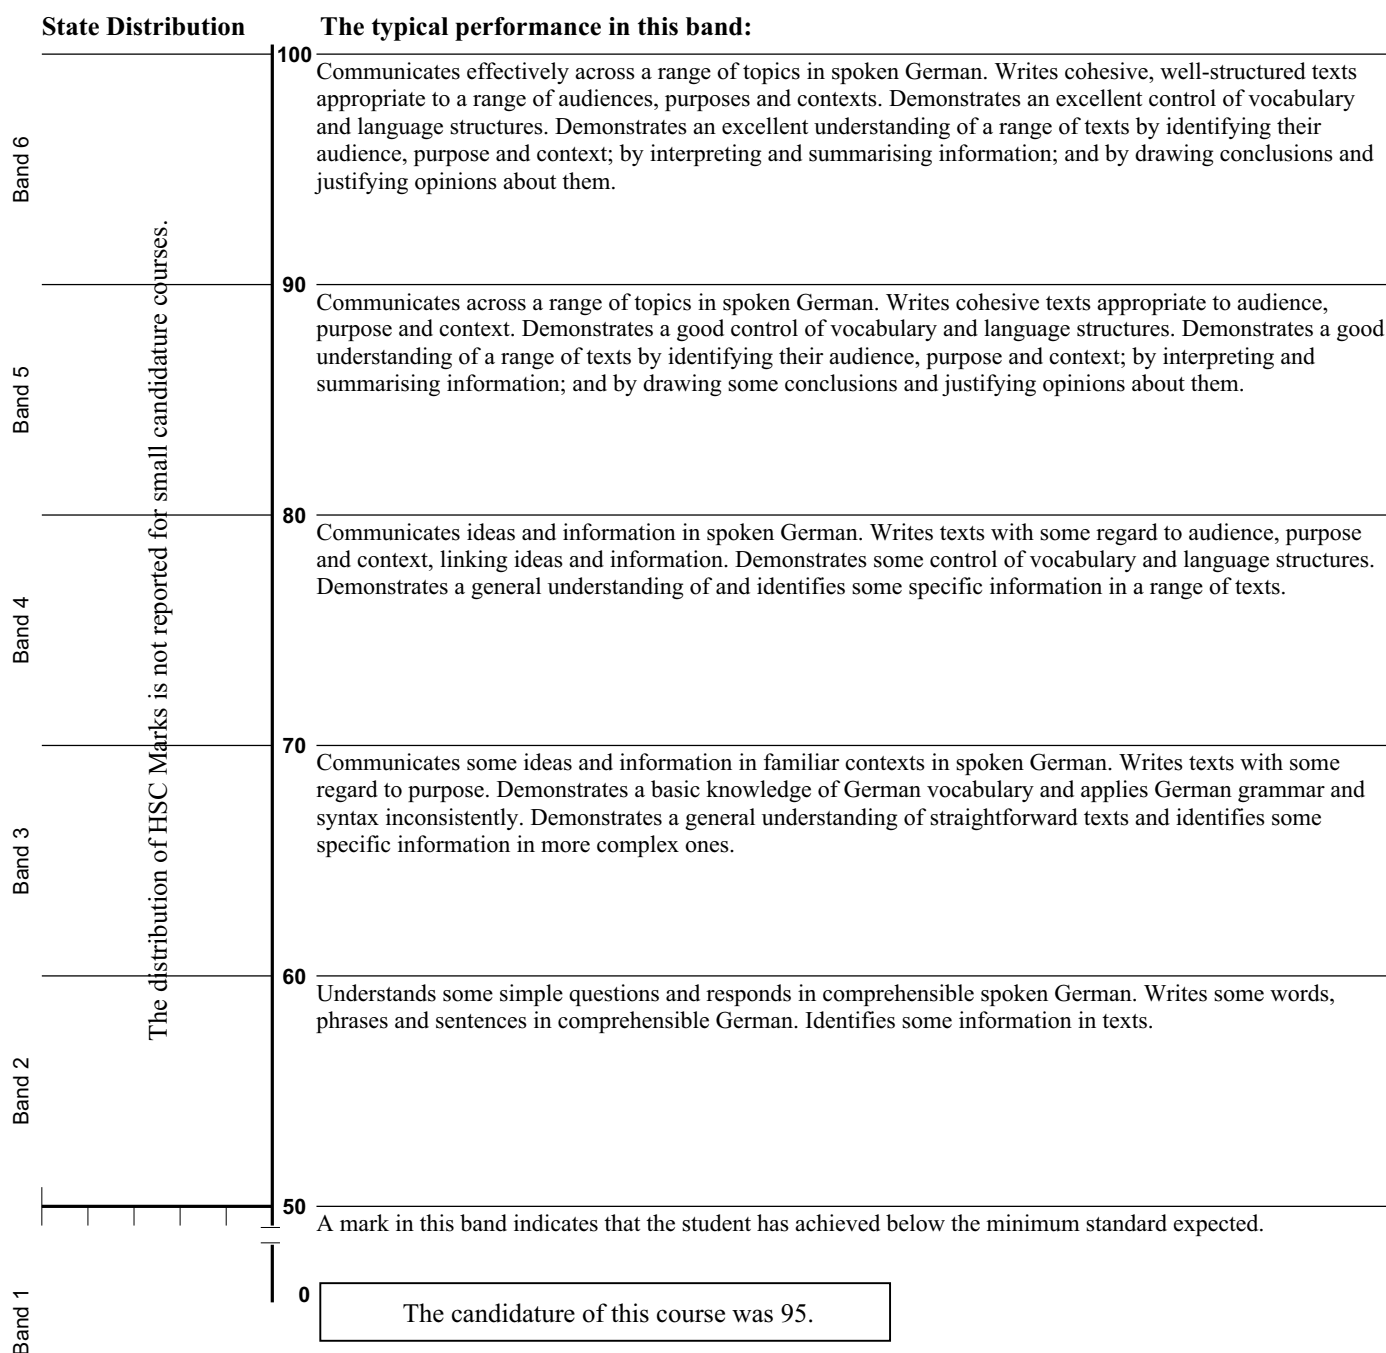 State Distribution
The typical performance in this band:
100
Communicates effectively across a range of topics in spoken German. Writes cohesive, well-structured texts
appropriate to a range of audiences, purposes and contexts. Demonstrates an excellent control of vocabulary
and language structures. Demonstrates an excellent understanding of a range of texts by identifying their
audience, purpose and context; by interpreting and summarising information; and by drawing conclusions and
justifying opinions about them.
Band 6
90
Communicates across a range of topics in spoken German. Writes cohesive texts appropriate to audience,
purpose and context. Demonstrates a good control of vocabulary and language structures. Demonstrates a good
understanding of a range of texts by identifying their audience, purpose and context; by interpreting and
summarising information; and by drawing some conclusions and justifying opinions about them.
Band 5
The distribution of HSC Marks is not reported for small candidature courses.
80
Communicates ideas and information in spoken German. Writes texts with some regard to audience, purpose
and context, linking ideas and information. Demonstrates some control of vocabulary and language structures.
Demonstrates a general understanding of and identifies some specific information in a range of texts.
Band 4
70
Communicates some ideas and information in familiar contexts in spoken German. Writes texts with some
regard to purpose. Demonstrates a basic knowledge of German vocabulary and applies German grammar and
syntax inconsistently. Demonstrates a general understanding of straightforward texts and identifies some
specific information in more complex ones.
Band 3
60
Understands some simple questions and responds in comprehensible spoken German. Writes some words,
phrases and sentences in comprehensible German. Identifies some information in texts.
Band 2
50
A mark in this band indicates that the student has achieved below the minimum standard expected.
0
Band 1
The candidature of this course was 95.